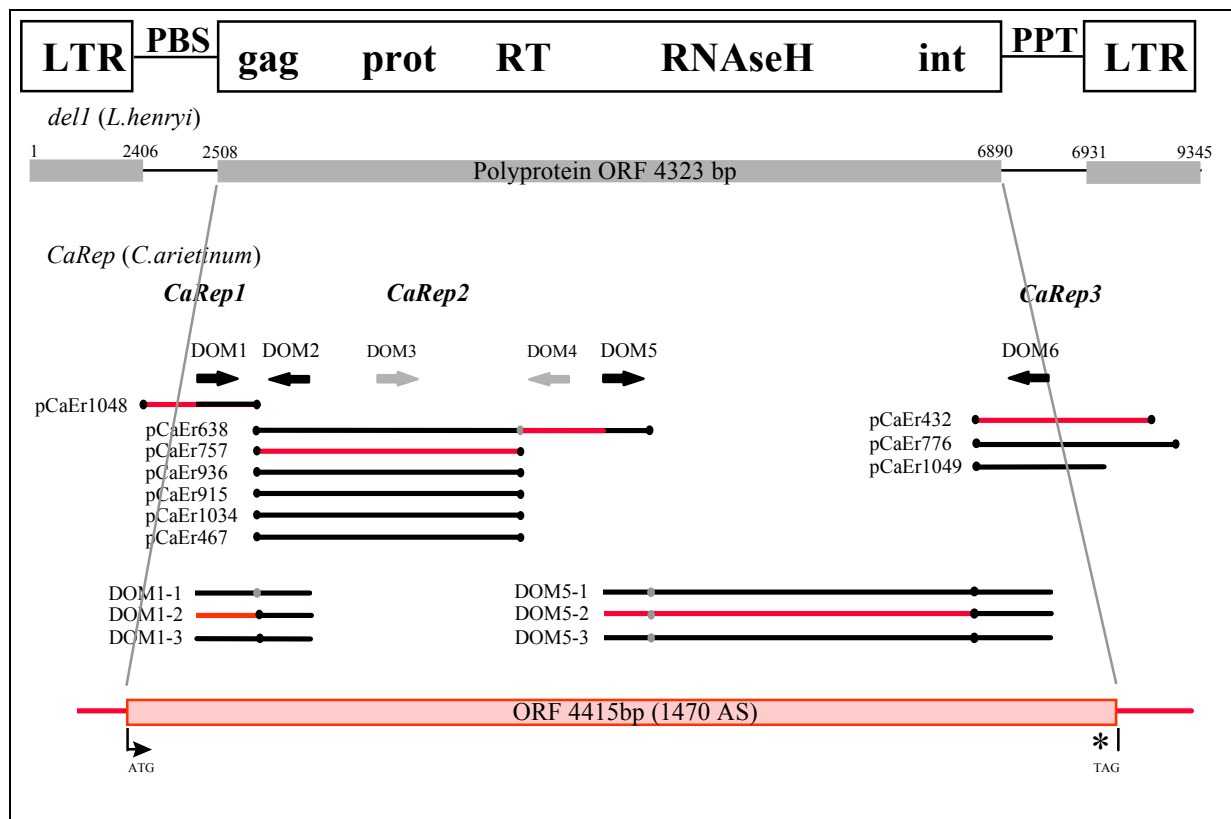 LTR PBS gag prot RT RNAseH int PPT LTR
del1 (L.henryi)
1 2406 2508 6890 6931 9345
Polyprotein ORF 4323 bp
CaRep (C.arietinum)
CaRep1 CaRep2 CaRep3
DOM1 DOM2 DOM3 DOM4 DOM5 DOM6
pCaEr1048
pCaEr638
pCaEr757
pCaEr936
pCaEr915
pCaEr1034
pCaEr467
pCaEr432
pCaEr776
pCaEr1049
DOM1-1
DOM1-2
DOM1-3
DOM5-1
DOM5-2
DOM5-3
ORF 4415bp (1470 AS)
*
ATG TAG